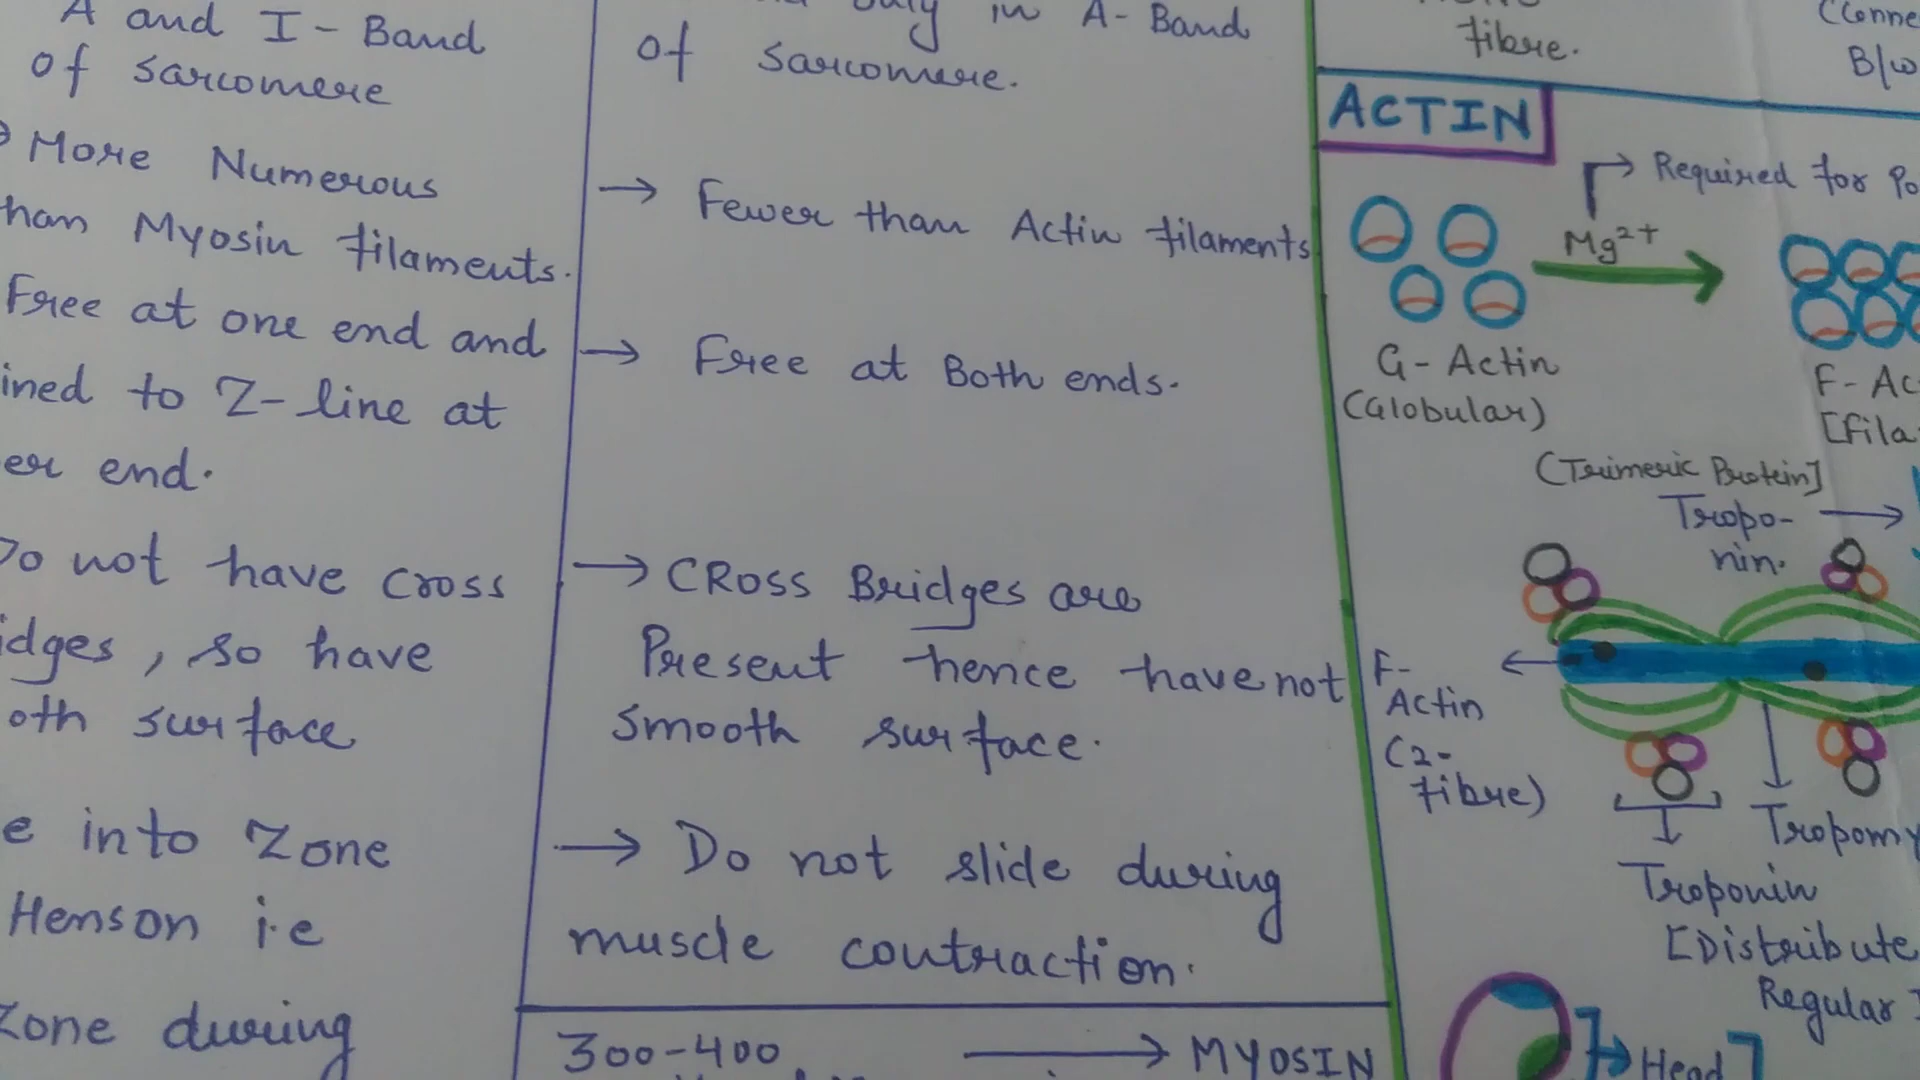 A and I - Band
of sarcomere
More Numerous
han Myosin filaments.
Free at one end and
ined to Z-line at
er end.
Do not have cross
idges, so have
oth surface
e into Zone
Henson i.e
Zone during
in A- Band
of sarcomere.
→ Fewer than Actin filaments
→ Free at Both ends.
→ CRoss Bridges are
Present hence have not
smooth surface.
→ Do not slide during
muscle contraction.
300-400 → MYOSIN
fibre.
(Conne
B/w
ACTIN
→ Required for Po
Mg²⁺
G- Actin
(Globular)
F- Ac
[Fila
(Trimeric Protein]
Tropo- →
nin.
← F-
Actin
(2-
fibre)
Tropomy
Troponin
[Distribute
Regular
Head